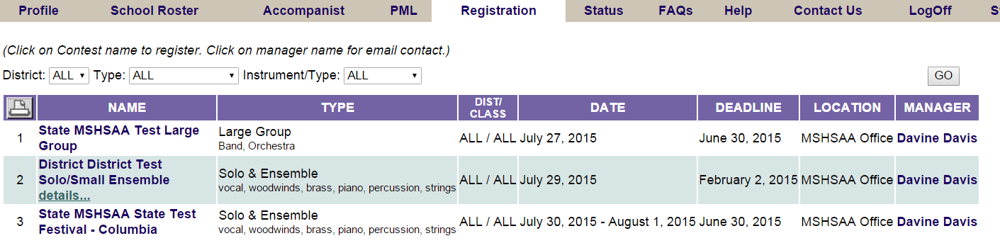 Profile School Roster Accompanist PML Registration Status FAQs Help Contact Us LogOff
(Click on Contest name to register. Click on manager name for email contact.)
District: ALL Type: ALL Instrument/Type: ALL GO
NAME TYPE DIST/ CLASS DATE DEADLINE LOCATION MANAGER
1 State MSHSAA Test Large Group Large Group Band, Orchestra ALL / ALL July 27, 2015 June 30, 2015 MSHSAA Office Davine Davis
2 District District Test Solo/Small Ensemble details... Solo & Ensemble vocal, woodwinds, brass, piano, percussion, strings ALL / ALL July 29, 2015 February 2, 2015 MSHSAA Office Davine Davis
3 State MSHSAA State Test Festival - Columbia Solo & Ensemble vocal, woodwinds, brass, piano, percussion, strings ALL / ALL July 30, 2015 - August 1, 2015 June 30, 2015 MSHSAA Office Davine Davis